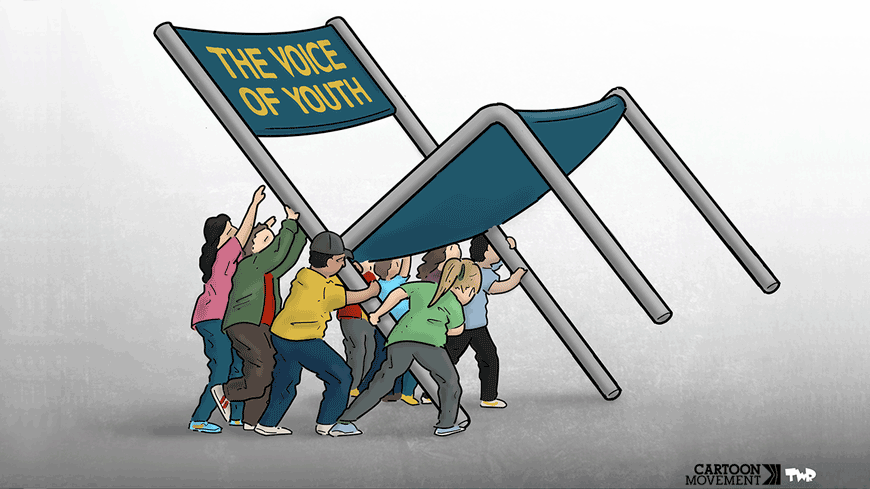 THE VOICE
OF YOUTH
CARTOON
MOVEMENT
TWP